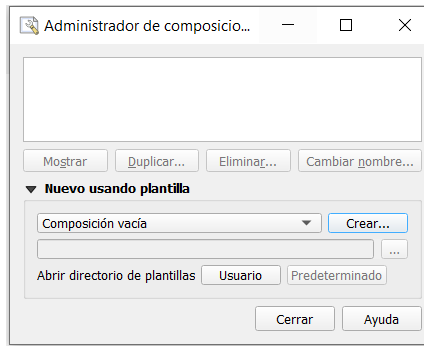 Administrador de composicio...
Mostrar Duplicar... Eliminar... Cambiar nombre...
Nuevo usando plantilla
Composición vacía Crear...
...
Abrir directorio de plantillas Usuario Predeterminado
Cerrar Ayuda